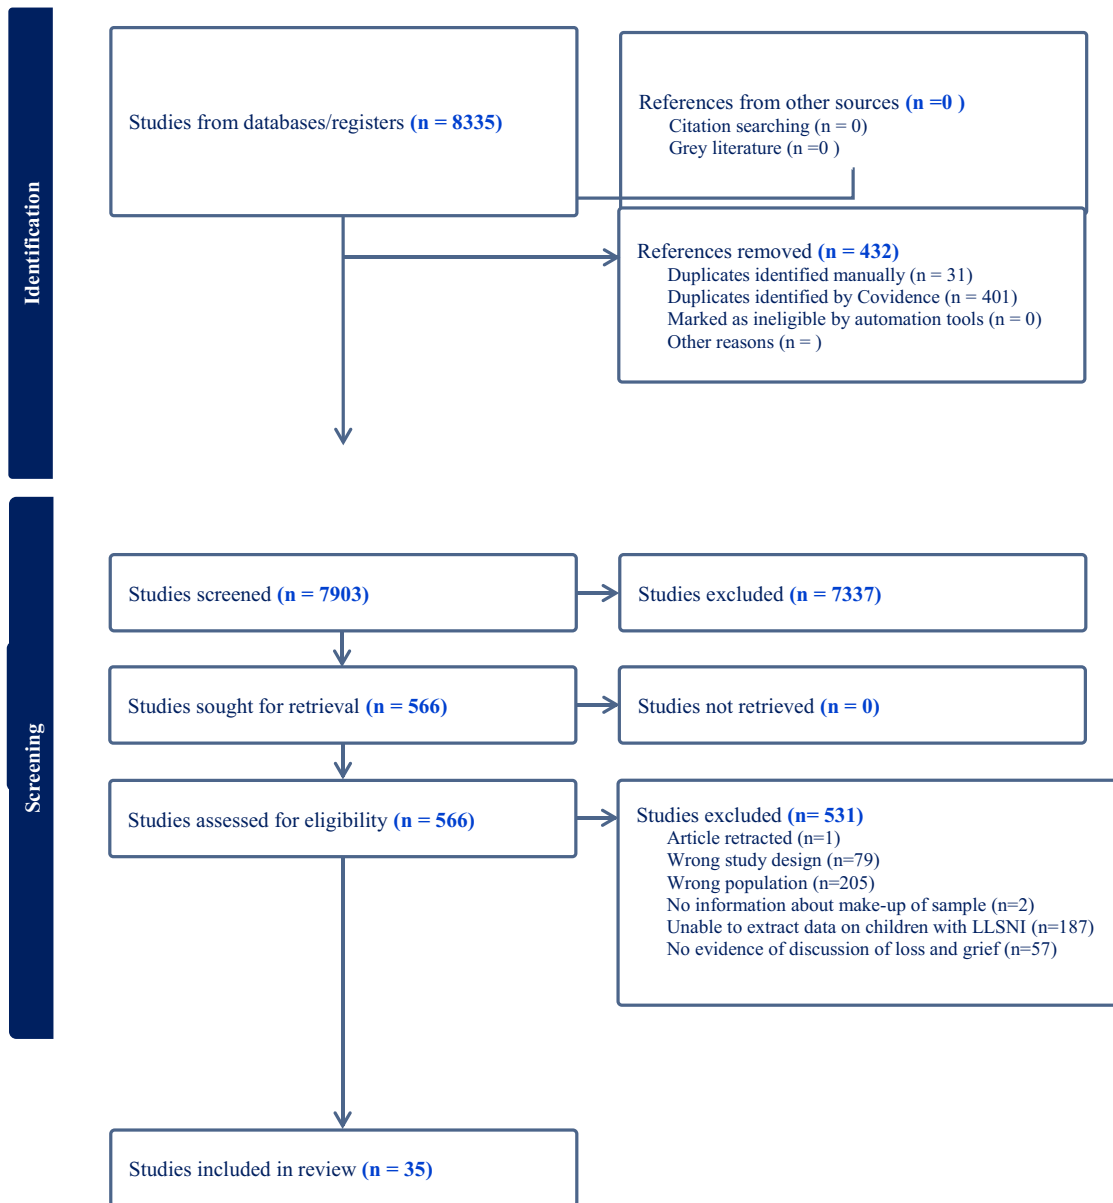 Identification
Studies from databases/registers (n = 8335)
References from other sources (n =0 )
Citation searching (n = 0)
Grey literature (n =0 )
References removed (n = 432)
Duplicates identified manually (n = 31)
Duplicates identified by Covidence (n = 401)
Marked as ineligible by automation tools (n = 0)
Other reasons (n = )
Screening
Studies screened (n = 7903)
Studies excluded (n = 7337)
Studies sought for retrieval (n = 566)
Studies not retrieved (n = 0)
Studies assessed for eligibility (n = 566)
Studies excluded (n= 531)
Article retracted (n=1)
Wrong study design (n=79)
Wrong population (n=205)
No information about make-up of sample (n=2)
Unable to extract data on children with LLSNI (n=187)
No evidence of discussion of loss and grief (n=57)
Studies included in review (n = 35)